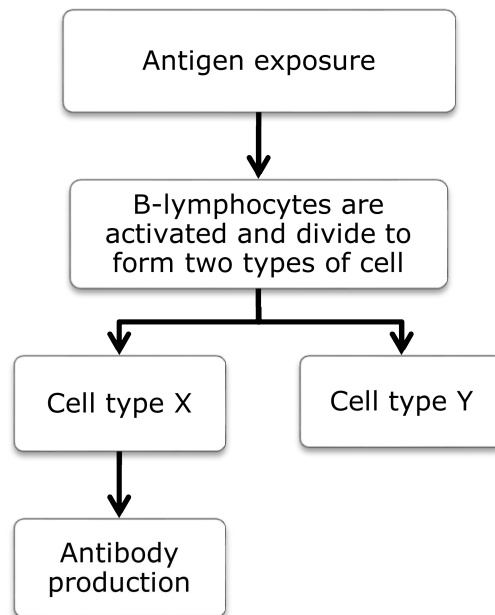 Antigen exposure
B-lymphocytes are
activated and divide to
form two types of cell
Cell type X
Cell type Y
Antibody
production